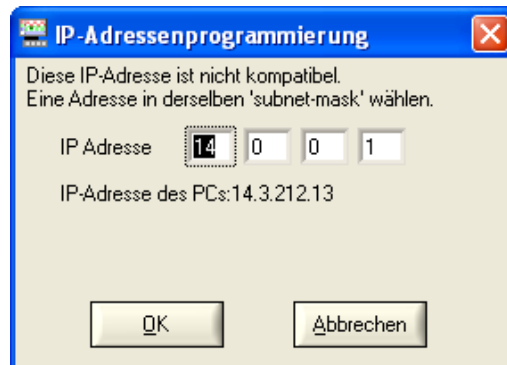 IP-Adressenprogrammierung
Diese IP-Adresse ist nicht kompatibel.
Eine Adresse in derselben 'subnet-mask' wählen.
IP Adresse 14 0 0 1
IP-Adresse des PCs:14.3.212.13
OK Abbrechen